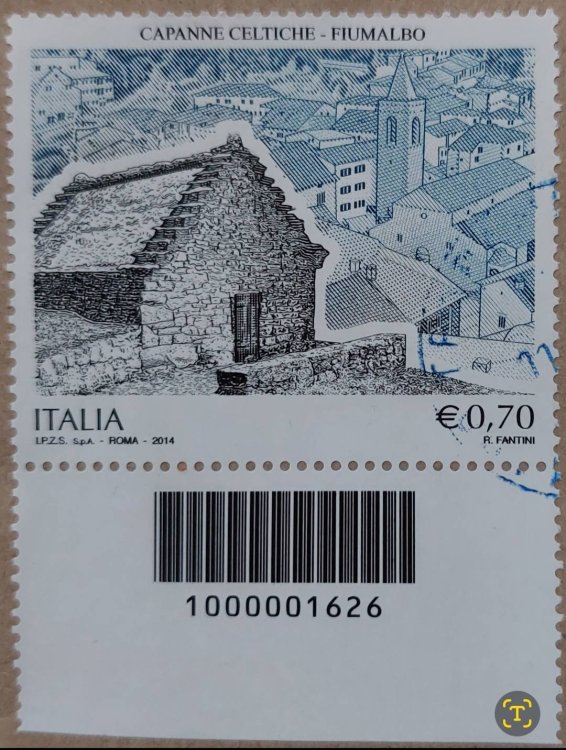 CAPANNE CELTICHE - FIUMALBO
ITALIA
€0,70
I.P.Z.S. S.p.A. - ROMA - 2014
R. FANTINI
1000001626